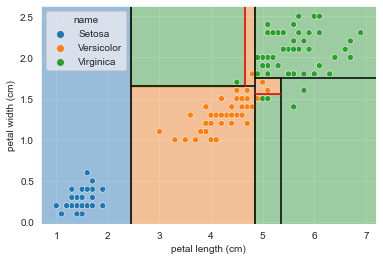 name
Setosa
Versicolor
Virginica
2.5
2.0
1.5
1.0
0.5
0.0
petal width (cm)
1 2 3 4 5 6 7
petal length (cm)